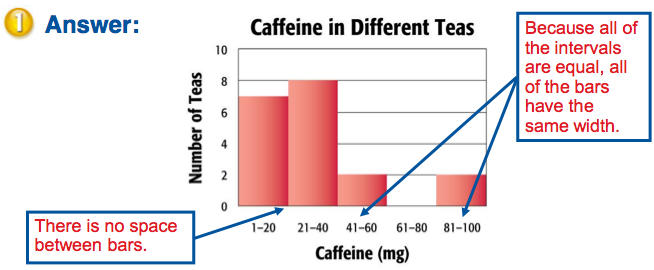 1 Answer:
Caffeine in Different Teas
Number of Teas
10
8
6
4
2
0
1–20 21–40 41–60 61–80 81–100
Caffeine (mg)
Because all of
the intervals
are equal, all
of the bars
have the
same width.
There is no space
between bars.